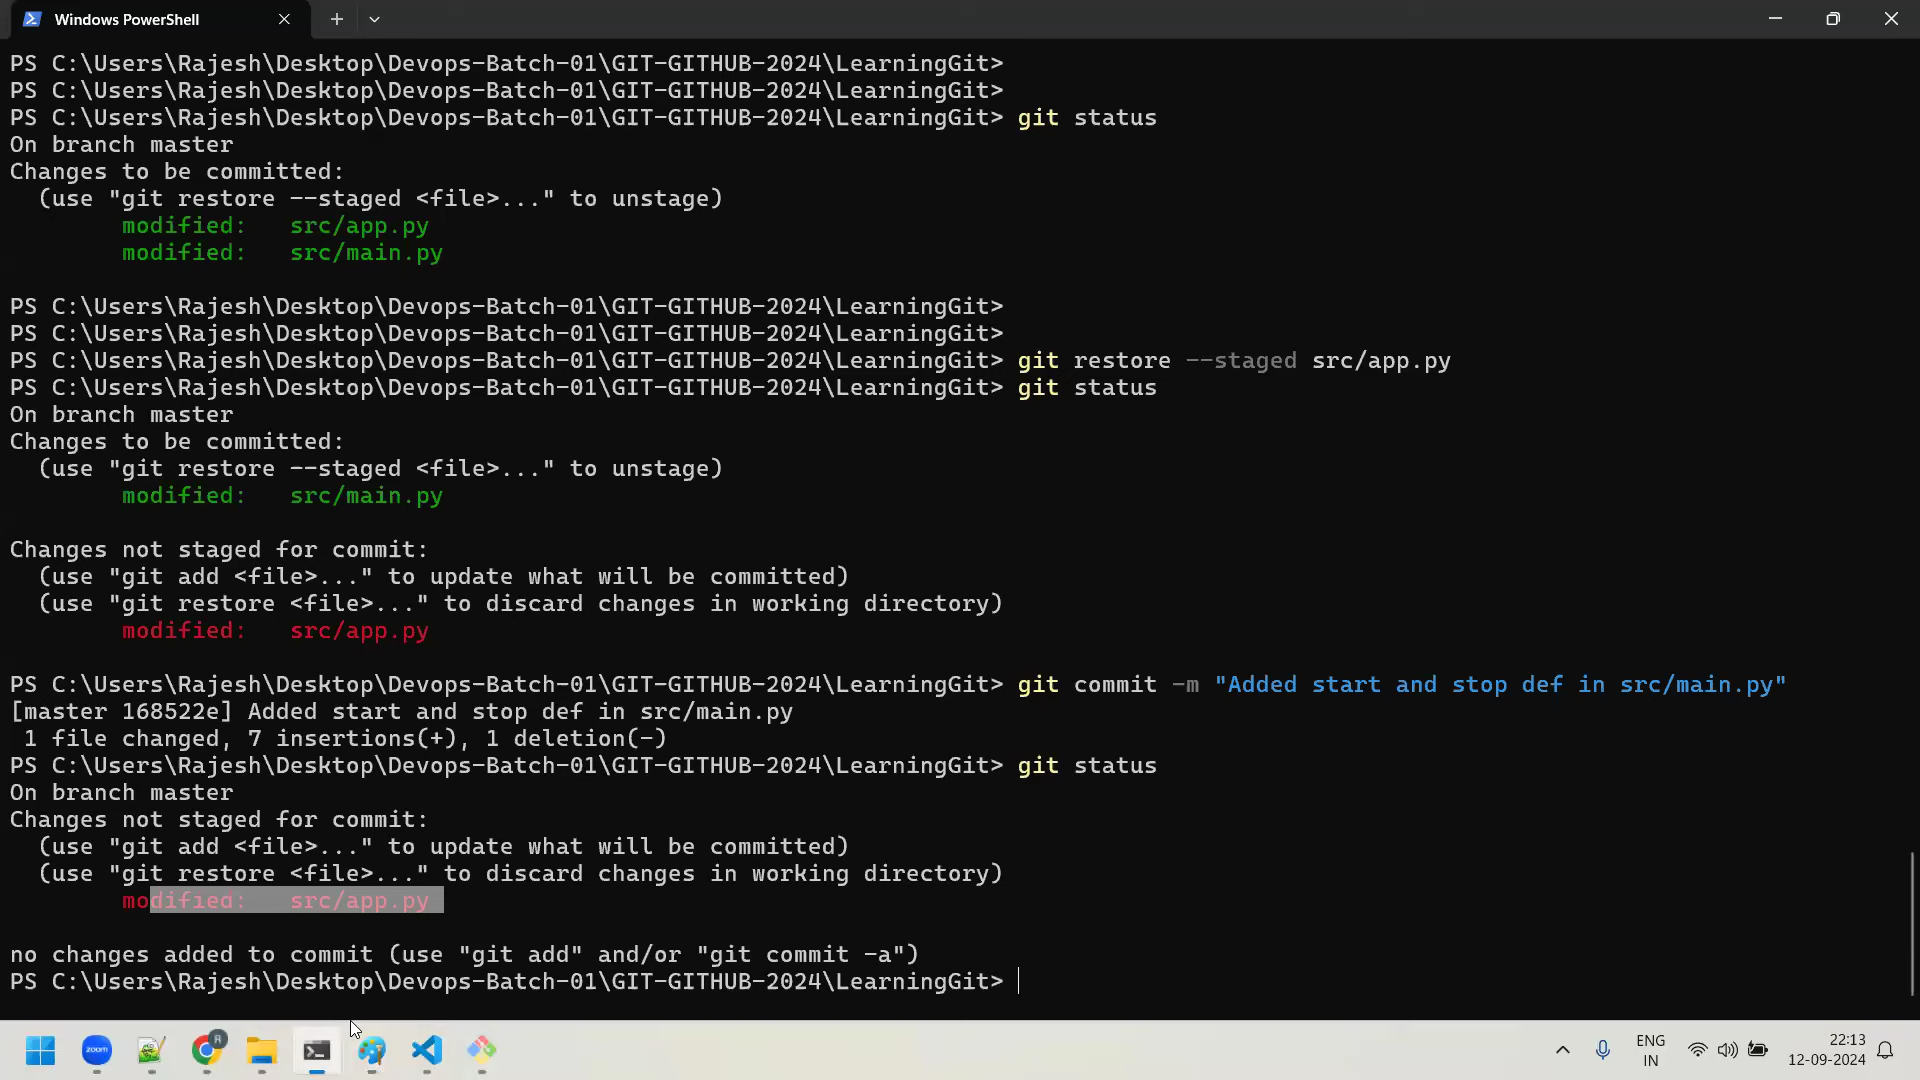 Windows PowerShell
PS C:\Users\Rajesh\Desktop\Devops-Batch-01\GIT-GITHUB-2024\LearningGit>
PS C:\Users\Rajesh\Desktop\Devops-Batch-01\GIT-GITHUB-2024\LearningGit>
PS C:\Users\Rajesh\Desktop\Devops-Batch-01\GIT-GITHUB-2024\LearningGit> git status
On branch master
Changes to be committed:
  (use "git restore --staged <file>..." to unstage)
        modified:   src/app.py
        modified:   src/main.py
PS C:\Users\Rajesh\Desktop\Devops-Batch-01\GIT-GITHUB-2024\LearningGit>
PS C:\Users\Rajesh\Desktop\Devops-Batch-01\GIT-GITHUB-2024\LearningGit>
PS C:\Users\Rajesh\Desktop\Devops-Batch-01\GIT-GITHUB-2024\LearningGit> git restore --staged src/app.py
PS C:\Users\Rajesh\Desktop\Devops-Batch-01\GIT-GITHUB-2024\LearningGit> git status
On branch master
Changes to be committed:
  (use "git restore --staged <file>..." to unstage)
        modified:   src/main.py
Changes not staged for commit:
  (use "git add <file>..." to update what will be committed)
  (use "git restore <file>..." to discard changes in working directory)
        modified:   src/app.py
PS C:\Users\Rajesh\Desktop\Devops-Batch-01\GIT-GITHUB-2024\LearningGit> git commit -m "Added start and stop def in src/main.py"
[master 168522e] Added start and stop def in src/main.py
 1 file changed, 7 insertions(+), 1 deletion(-)
PS C:\Users\Rajesh\Desktop\Devops-Batch-01\GIT-GITHUB-2024\LearningGit> git status
On branch master
Changes not staged for commit:
  (use "git add <file>..." to update what will be committed)
  (use "git restore <file>..." to discard changes in working directory)
        modified:   src/app.py
no changes added to commit (use "git add" and/or "git commit -a")
PS C:\Users\Rajesh\Desktop\Devops-Batch-01\GIT-GITHUB-2024\LearningGit>
zoom
R
ENG
IN
22:13
12-09-2024